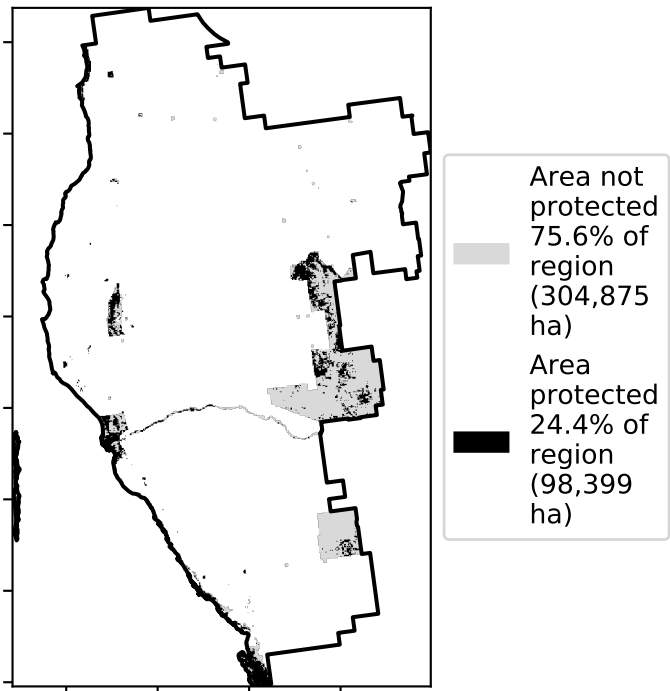 Area not
protected
75.6% of
region
(304,875
ha)
Area
protected
24.4% of
region
(98,399
ha)